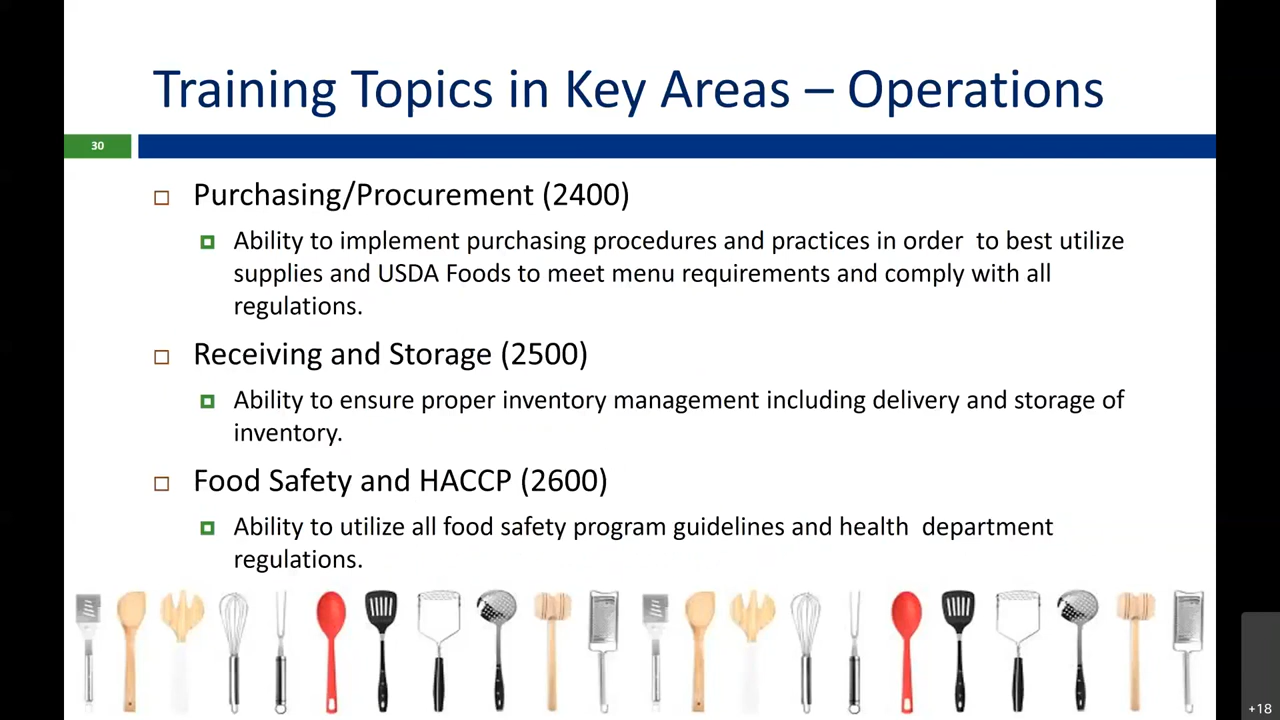 Training Topics in Key Areas – Operations
30
Purchasing/Procurement (2400)
Ability to implement purchasing procedures and practices in order  to best utilize
supplies and USDA Foods to meet menu requirements and comply with all
regulations.
Receiving and Storage (2500)
Ability to ensure proper inventory management including delivery and storage of
inventory.
Food Safety and HACCP (2600)
Ability to utilize all food safety program guidelines and health  department
regulations.
+18